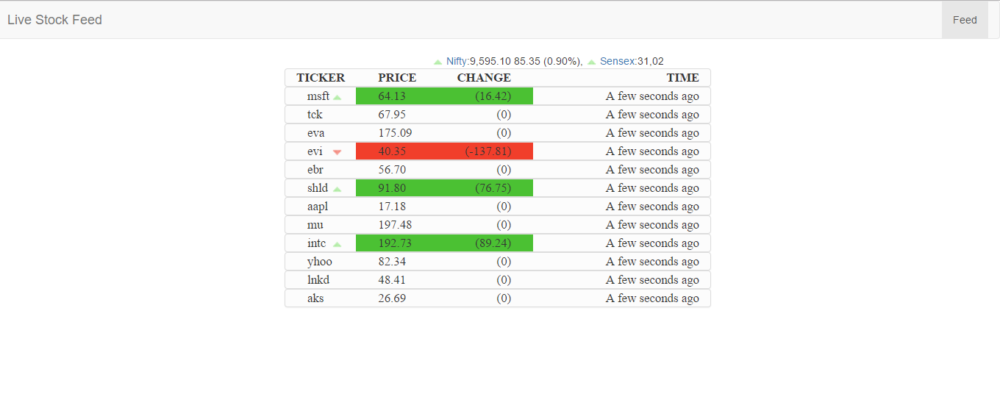 Live Stock Feed Feed
Nifty:9,595.10 85.35 (0.90%), Sensex:31,02
TICKER PRICE CHANGE TIME
msft 64.13 (16.42) A few seconds ago
tck 67.95 (0) A few seconds ago
eva 175.09 (0) A few seconds ago
evi 40.35 (-137.81) A few seconds ago
ebr 56.70 (0) A few seconds ago
shld 91.80 (76.75) A few seconds ago
aapl 17.18 (0) A few seconds ago
mu 197.48 (0) A few seconds ago
intc 192.73 (89.24) A few seconds ago
yhoo 82.34 (0) A few seconds ago
lnkd 48.41 (0) A few seconds ago
aks 26.69 (0) A few seconds ago